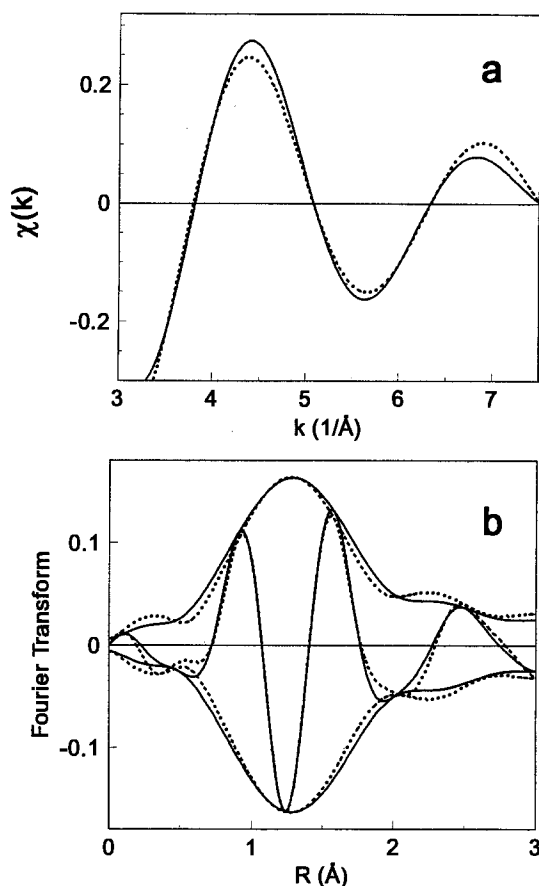 a
0.2
0
-0.2
χ(k)
3 4 5 6 7
k (1/Å)
b
0.1
0
-0.1
Fourier Transform
0 1 2 3
R (Å)